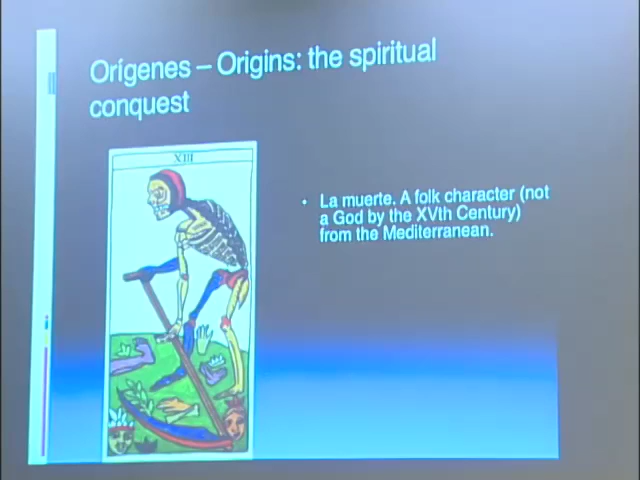 Orígenes – Origins: the spiritual
conquest
XIII
• La muerte. A folk character (not
a God by the XVth Century)
from the Mediterranean.